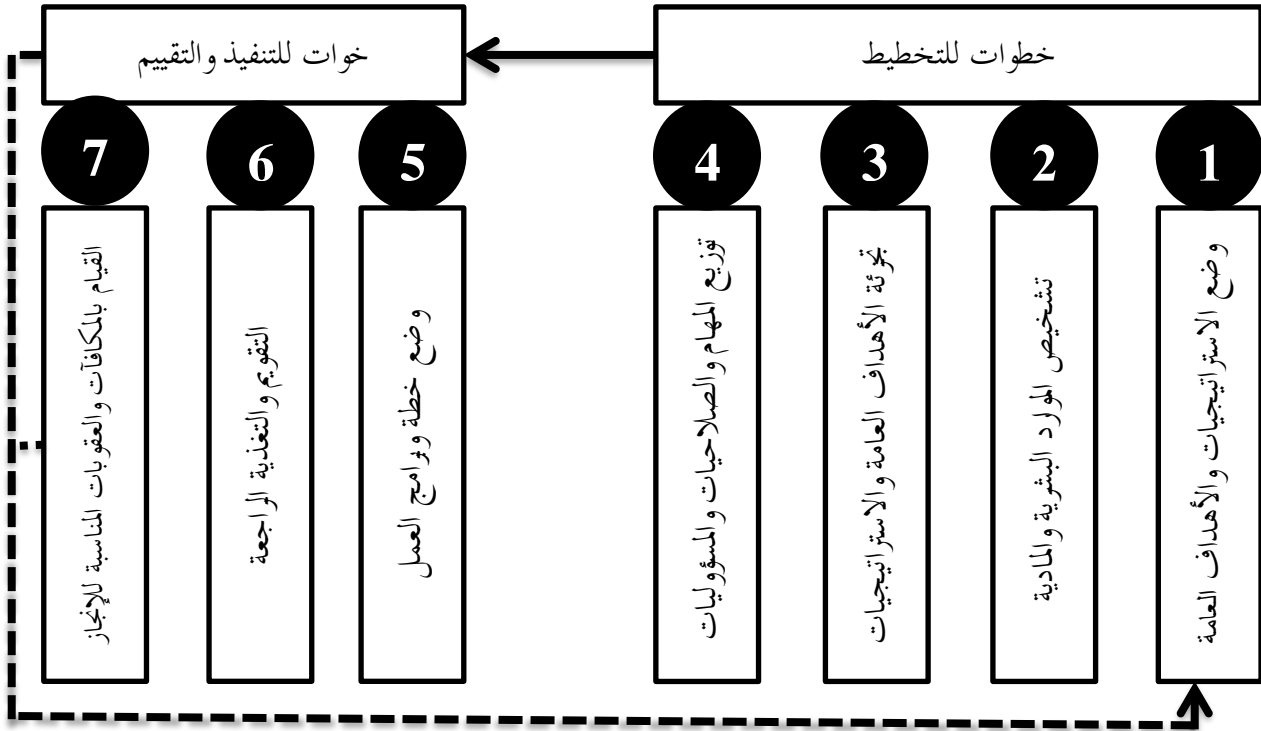 خطوات للتخطيط
خوات للتنفيذ والتقييم
1
وضع الاستراتيجيات والأهداف العامة
2
تشخيص الموارد البشرية والمادية
3
تجزئة الأهداف العامة والاستراتيجيات
4
توزيع المهام والصلاحيات والمسؤوليات
5
وضع خطة وبرامج العمل
6
التقويم والتغذية الراجعة
7
القيام بالمكافآت والعقوبات المناسبة للإنجاز